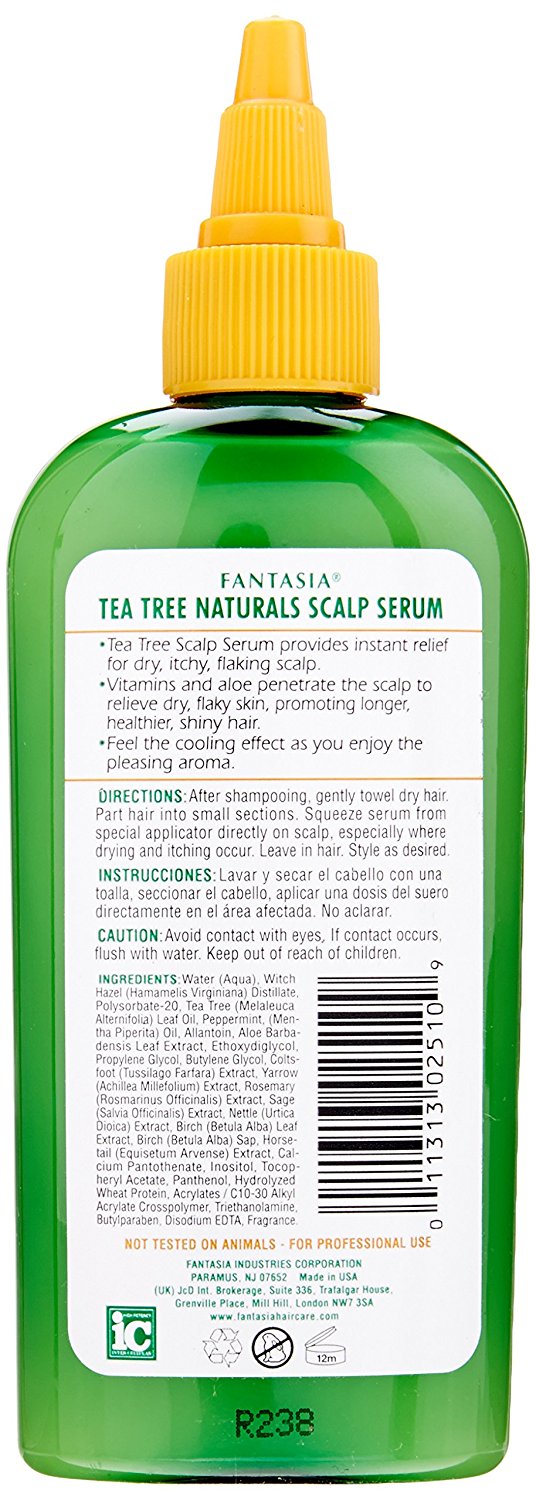 FANTASIA®
TEA TREE NATURALS SCALP SERUM
•Tea Tree Scalp Serum provides instant relief
for dry, itchy, flaking scalp.
•Vitamins and aloe penetrate the scalp to
relieve dry, flaky skin, promoting longer,
healthier, shiny hair.
•Feel the cooling effect as you enjoy the
pleasing aroma.
DIRECTIONS: After shampooing, gently towel dry hair.
Part hair into small sections. Squeeze serum from
special applicator directly on scalp, especially where
drying and itching occur. Leave in hair. Style as desired.
INSTRUCCIONES: Lavar y secar el cabello con una
toalla, seccionar el cabello, aplicar una dosis del suero
directamente en el área afectada. No aclarar.
CAUTION: Avoid contact with eyes, If contact occurs,
flush with water. Keep out of reach of children.
INGREDIENTS: Water (Aqua), Witch
Hazel (Hamamelis Virginiana) Distillate,
Polysorbate-20, Tea Tree (Melaleuca
Alternifolia) Leaf Oil, Peppermint, (Men-
tha Piperita) Oil, Allantoin, Aloe Barba-
densis Leaf Extract, Ethoxydiglycol,
Propylene Glycol, Butylene Glycol, Colts-
foot (Tussilago Farfara) Extract, Yarrow
(Achillea Millefolium) Extract, Rosemary
(Rosmarinus Officinalis) Extract, Sage
(Salvia Officinalis) Extract, Nettle (Urtica
Dioica) Extract, Birch (Betula Alba) Leaf
Extract, Birch (Betula Alba) Sap, Horse-
tail (Equisetum Arvense) Extract, Cal-
cium Pantothenate, Inositol, Tocop-
heryl Acetate, Panthenol, Hydrolyzed
Wheat Protein, Acrylates / C10-30 Alkyl
Acrylate Crosspolymer, Triethanolamine,
Butylparaben, Disodium EDTA, Fragrance.
0 11313 02510 9
NOT TESTED ON ANIMALS - FOR PROFESSIONAL USE
FANTASIA INDUSTRIES CORPORATION
PARAMUS, NJ 07652 Made in USA
(UK) JcD Int. Brokerage, Suite 336, Trafalgar House,
Grenville Place, Mill Hill, London NW7 3SA
www.fantasiahaircare.com
HIGH POTENCY
iC
INTER-CELLULAR
12m
R238